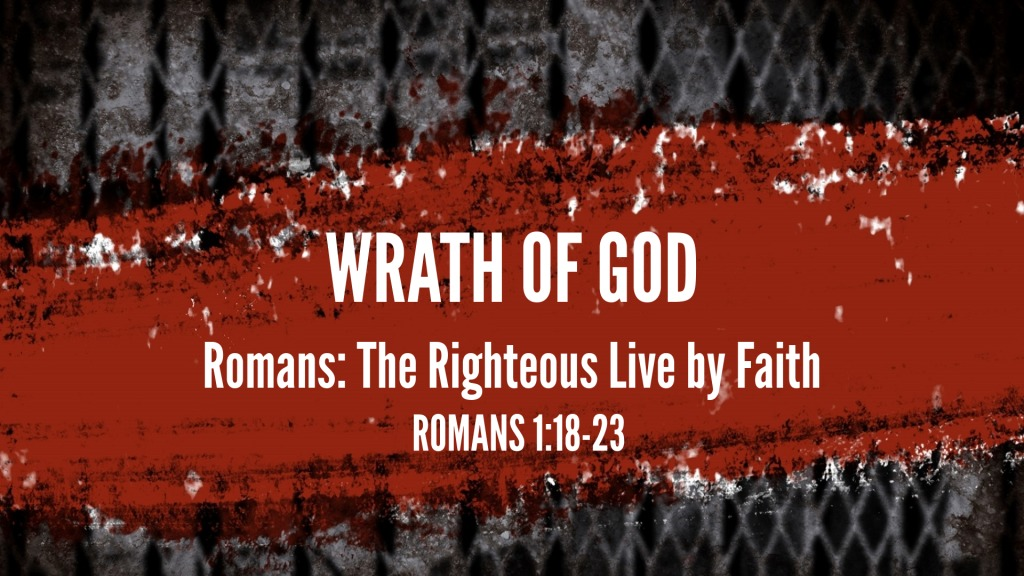 WRATH OF GOD
Romans: The Righteous Live by Faith
ROMANS 1:18-23